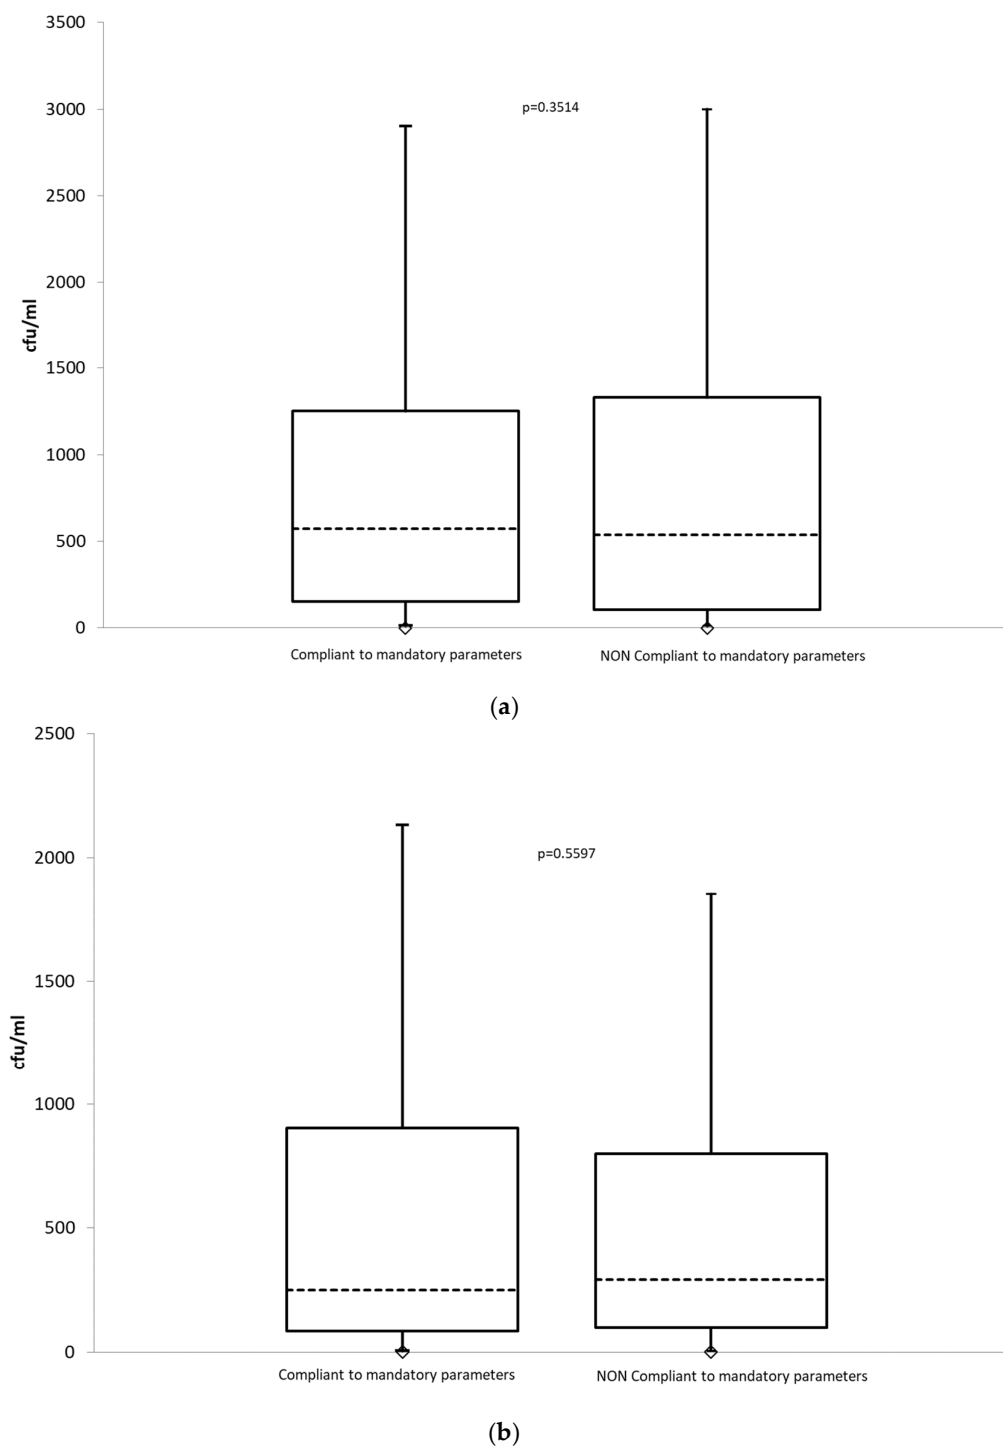 3500
3000
p=0.3514
2500
2000
cfu/ml
1500
1000
500
0
Compliant to mandatory parameters
NON Compliant to mandatory parameters
(a)
2500
2000
p=0.5597
1500
cfu/ml
1000
500
0
Compliant to mandatory parameters
NON Compliant to mandatory parameters
(b)